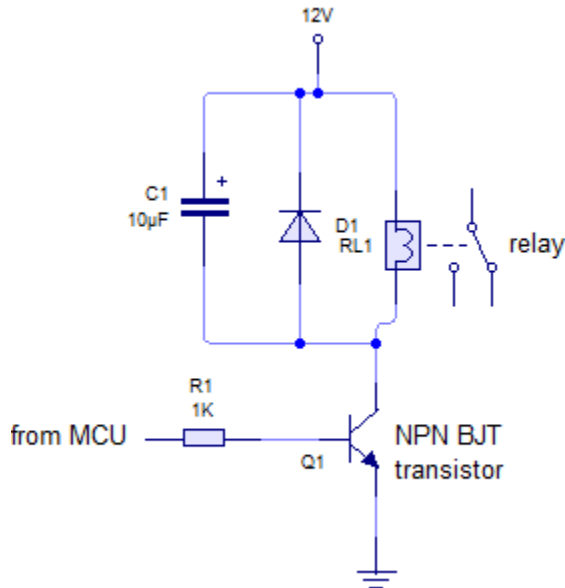 12V
+
C1
10µF
D1
RL1
relay
R1
1K
from MCU
Q1
NPN BJT
transistor